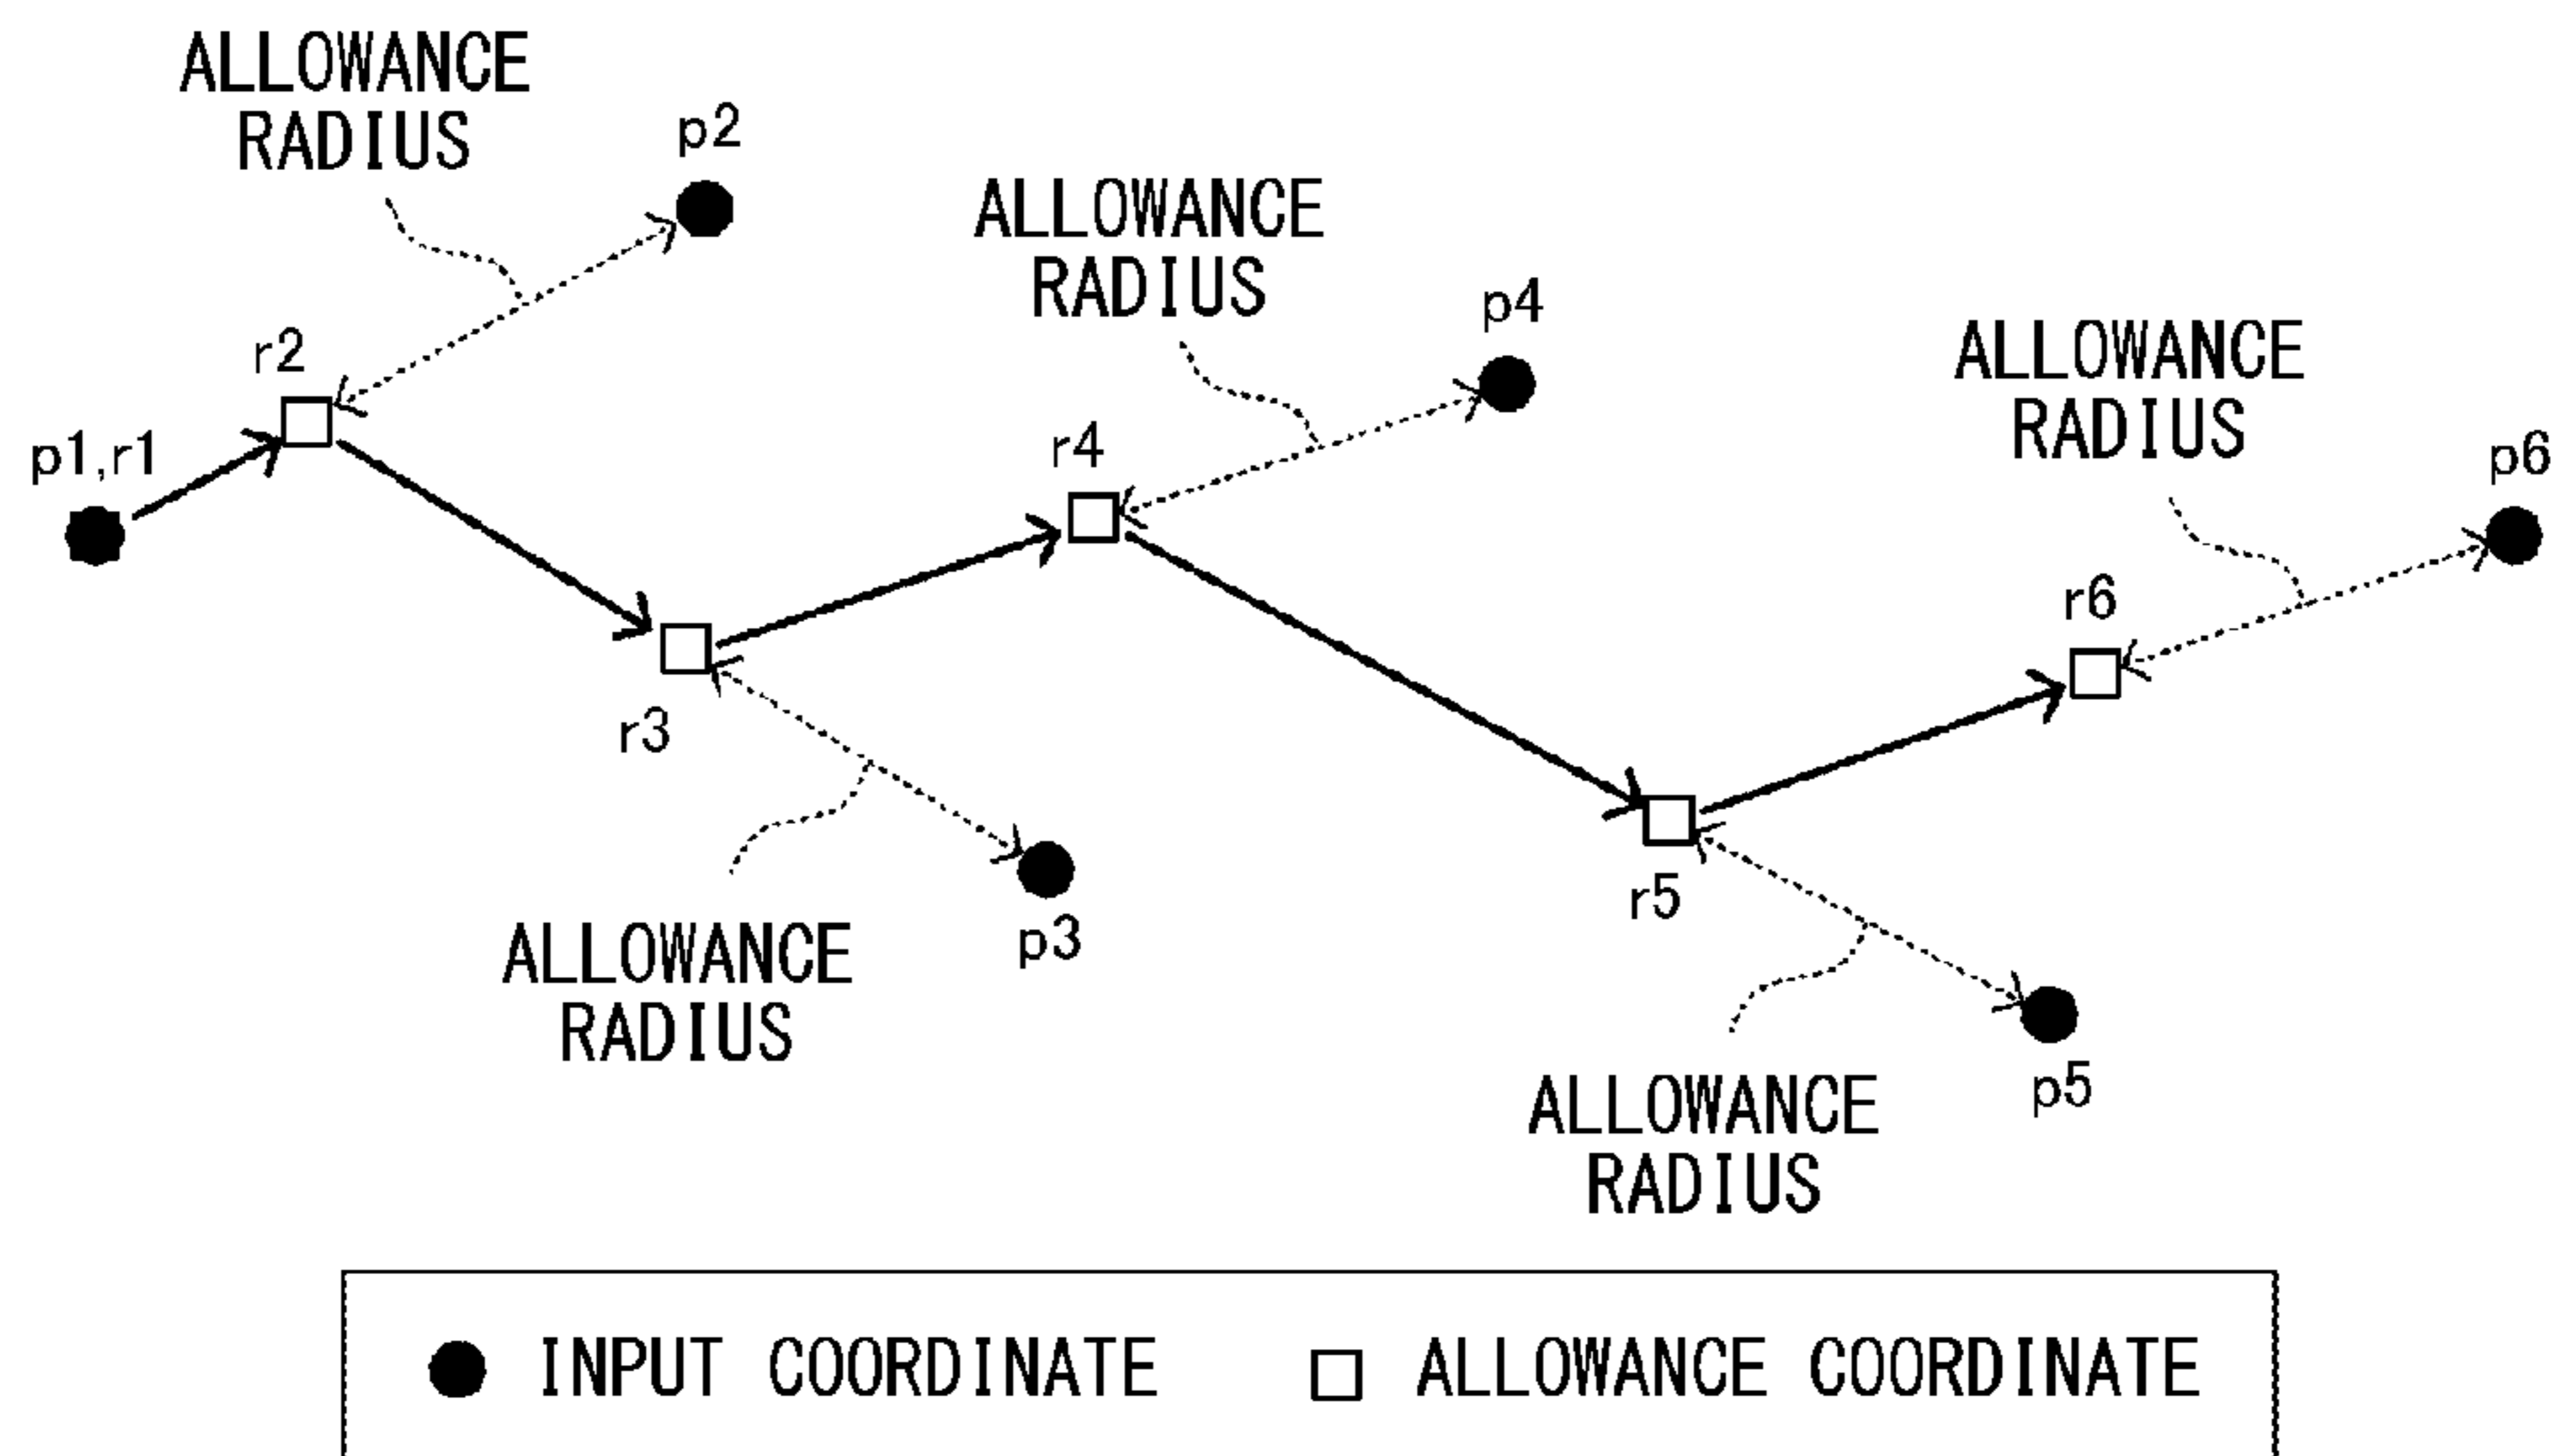 ALLOWANCE
RADIUS
p2
ALLOWANCE
RADIUS
p4
r2
ALLOWANCE
RADIUS
p1,r1
r4
p6
r6
r3
r5
ALLOWANCE
RADIUS
p3
p5
ALLOWANCE
RADIUS
INPUT COORDINATE
ALLOWANCE COORDINATE